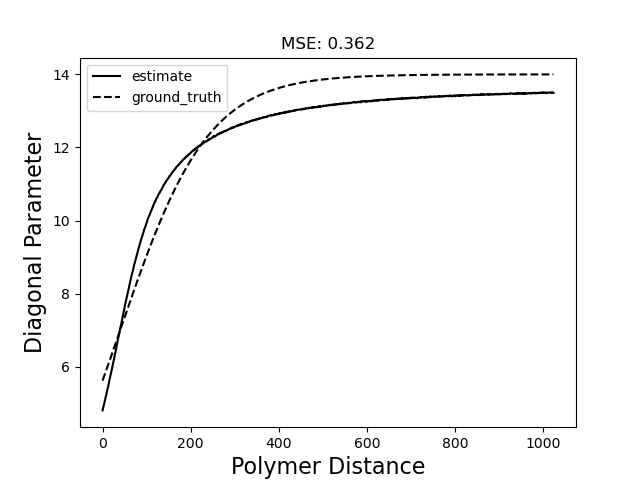 MSE: 0.362
estimate
ground_truth
14
12
10
8
6
Diagonal Parameter
0 200 400 600 800 1000
Polymer Distance